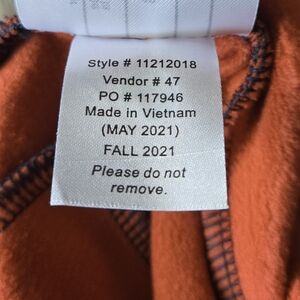 Style # 11212018
Vendor # 47
PO # 117946
Made in Vietnam
(MAY 2021)
FALL 2021
Please do not
remove.